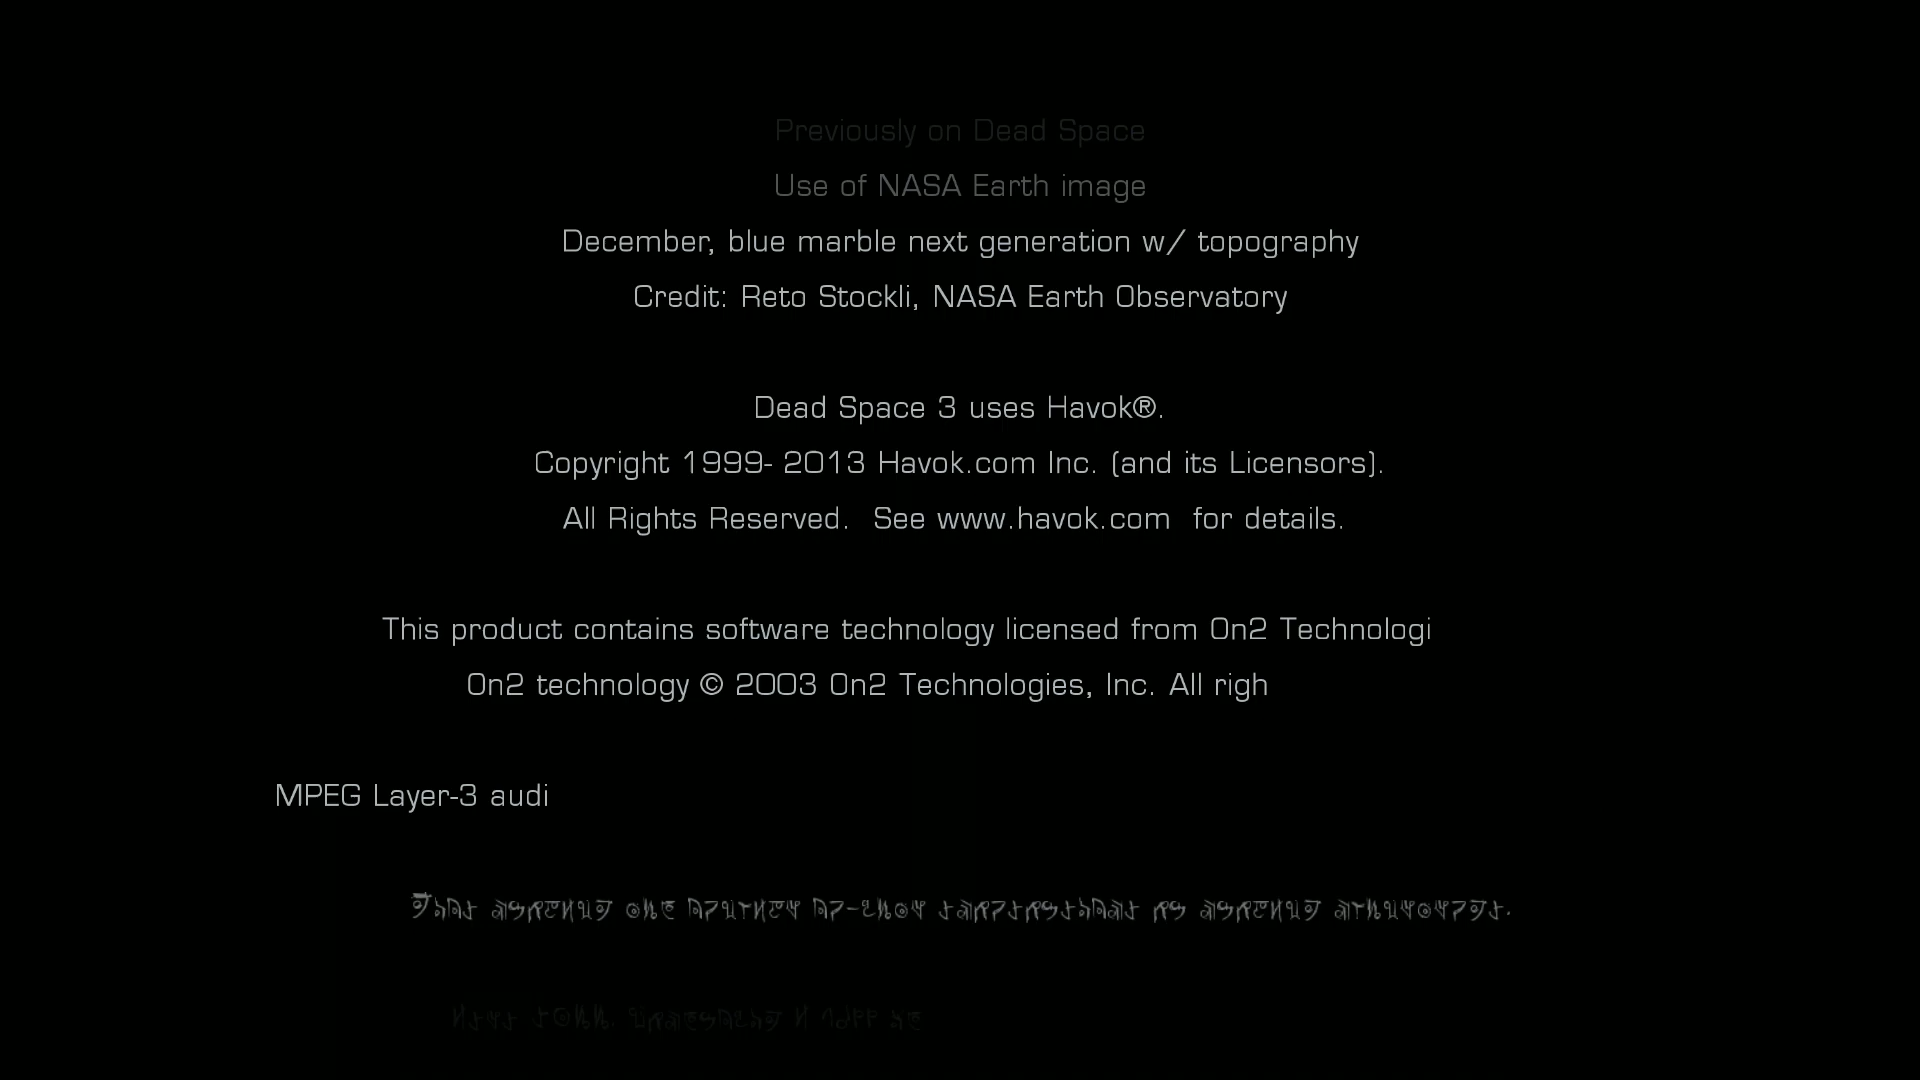 Previously on Dead Space
Use of NASA Earth image
December, blue marble next generation w/ topography
Credit: Reto Stockli, NASA Earth Observatory
Dead Space 3 uses Havok®.
Copyright 1999- 2013 Havok.com Inc. (and its Licensors).
All Rights Reserved.  See www.havok.com  for details.
This product contains software technology licensed from On2 Technologi
On2 technology © 2003 On2 Technologies, Inc. All righ
MPEG Layer-3 audi